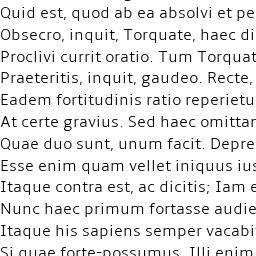 Quid est, quod ab ea absolvi et pe
Obsecro, inquit, Torquate, haec di
Proclivi currit oratio. Tum Torquat
Praeteritis, inquit, gaudeo. Recte,
Eadem fortitudinis ratio reperietu
At certe gravius. Sed haec omittar
Quae duo sunt, unum facit. Depre
Esse enim quam vellet iniquus ius
Itaque contra est, ac dicitis; Iam e
Nunc haec primum fortasse audie
Itaque his sapiens semper vacabi
Si quae forte-possumus. Illi enim